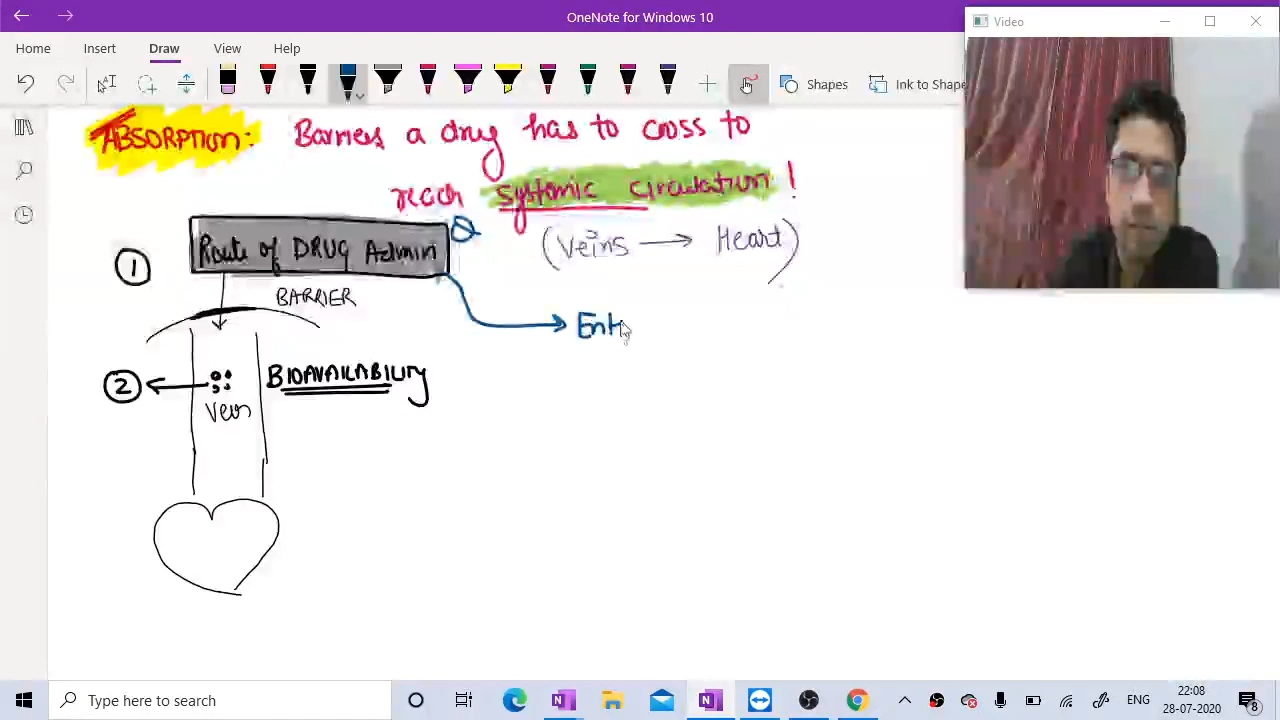 OneNote for Windows 10
Video
Home Insert Draw View Help
Shapes
Ink to Shape
ABSORPTION: Barriers a drug has to cross to
reach systemic circulation!
(Veins → Heart)
① Route of DRUG Admin
BARRIER
Ent
② BIOAVAILABILITY
Vein
Type here to search
ENG
22:08
28-07-2020
8